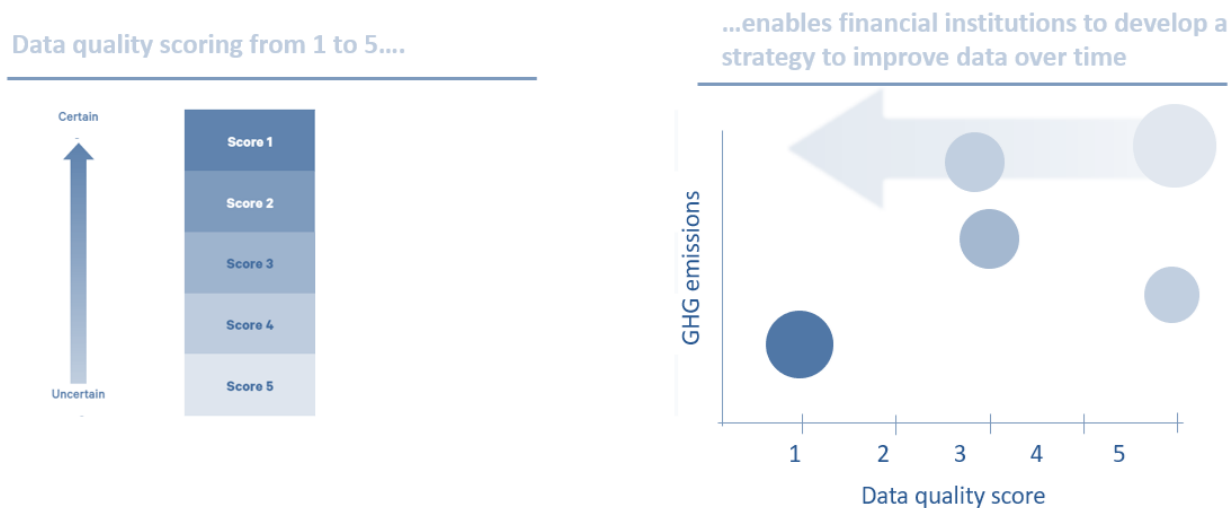 Data quality scoring from 1 to 5....
Certain
Score 1
Score 2
Score 3
Score 4
Score 5
Uncertain
...enables financial institutions to develop a
strategy to improve data over time
GHG emissions
1 2 3 4 5
Data quality score